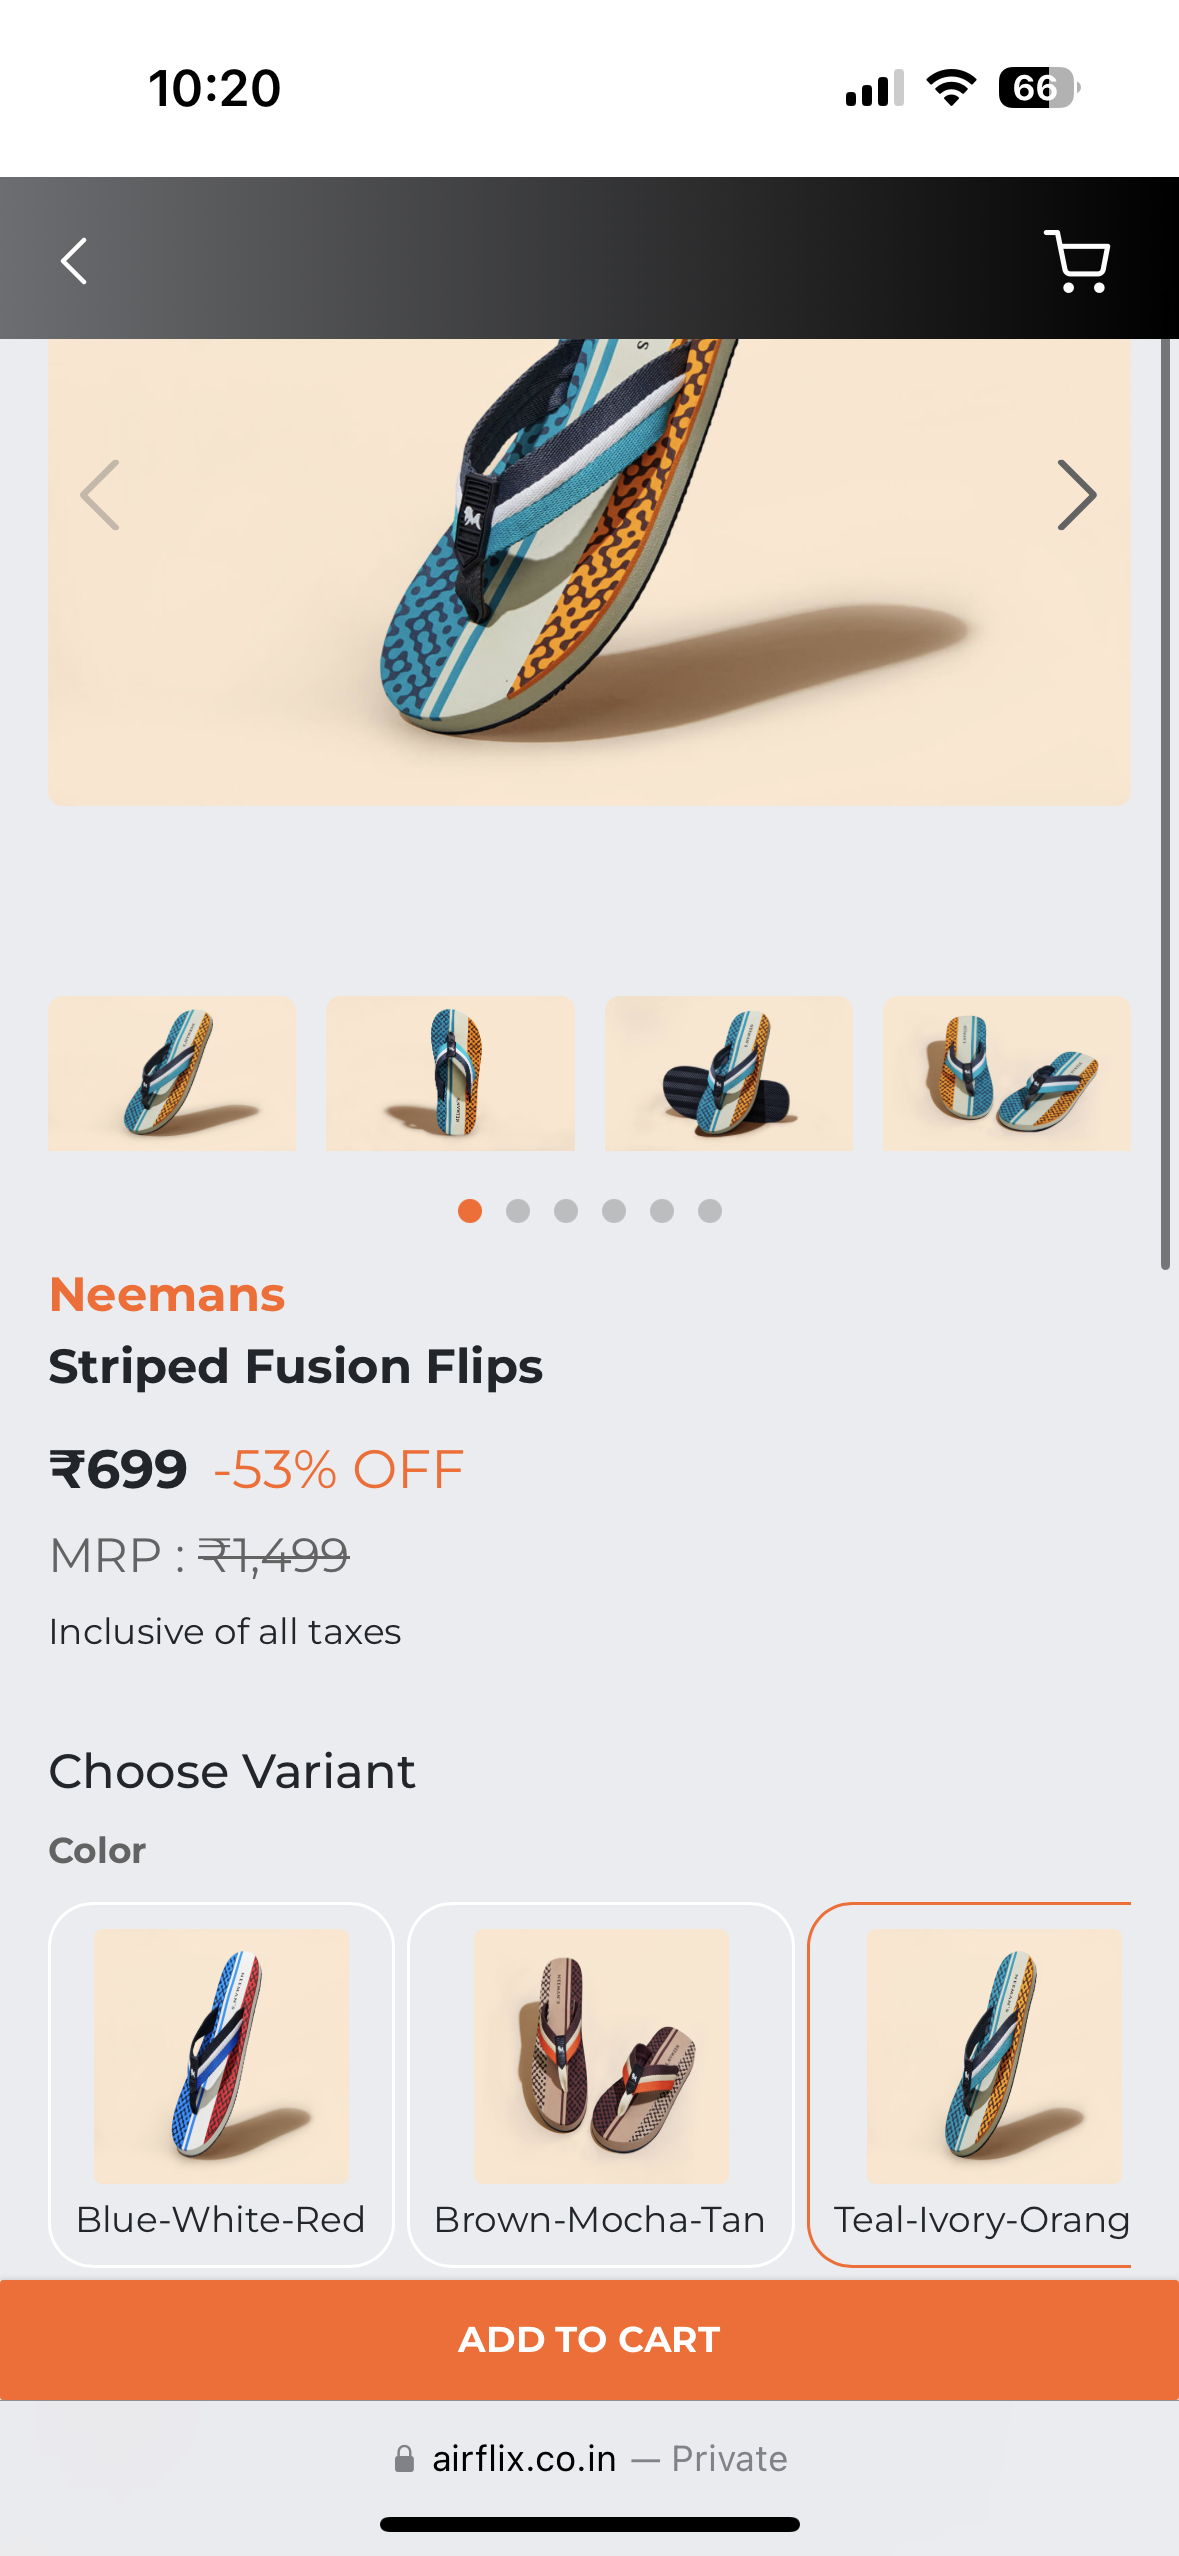 10:20
66
Neemans
Striped Fusion Flips
₹699 -53% OFF
MRP : ₹1,499
Inclusive of all taxes
Choose Variant
Color
Blue-White-Red
Brown-Mocha-Tan
Teal-Ivory-Orang
ADD TO CART
airflix.co.in — Private